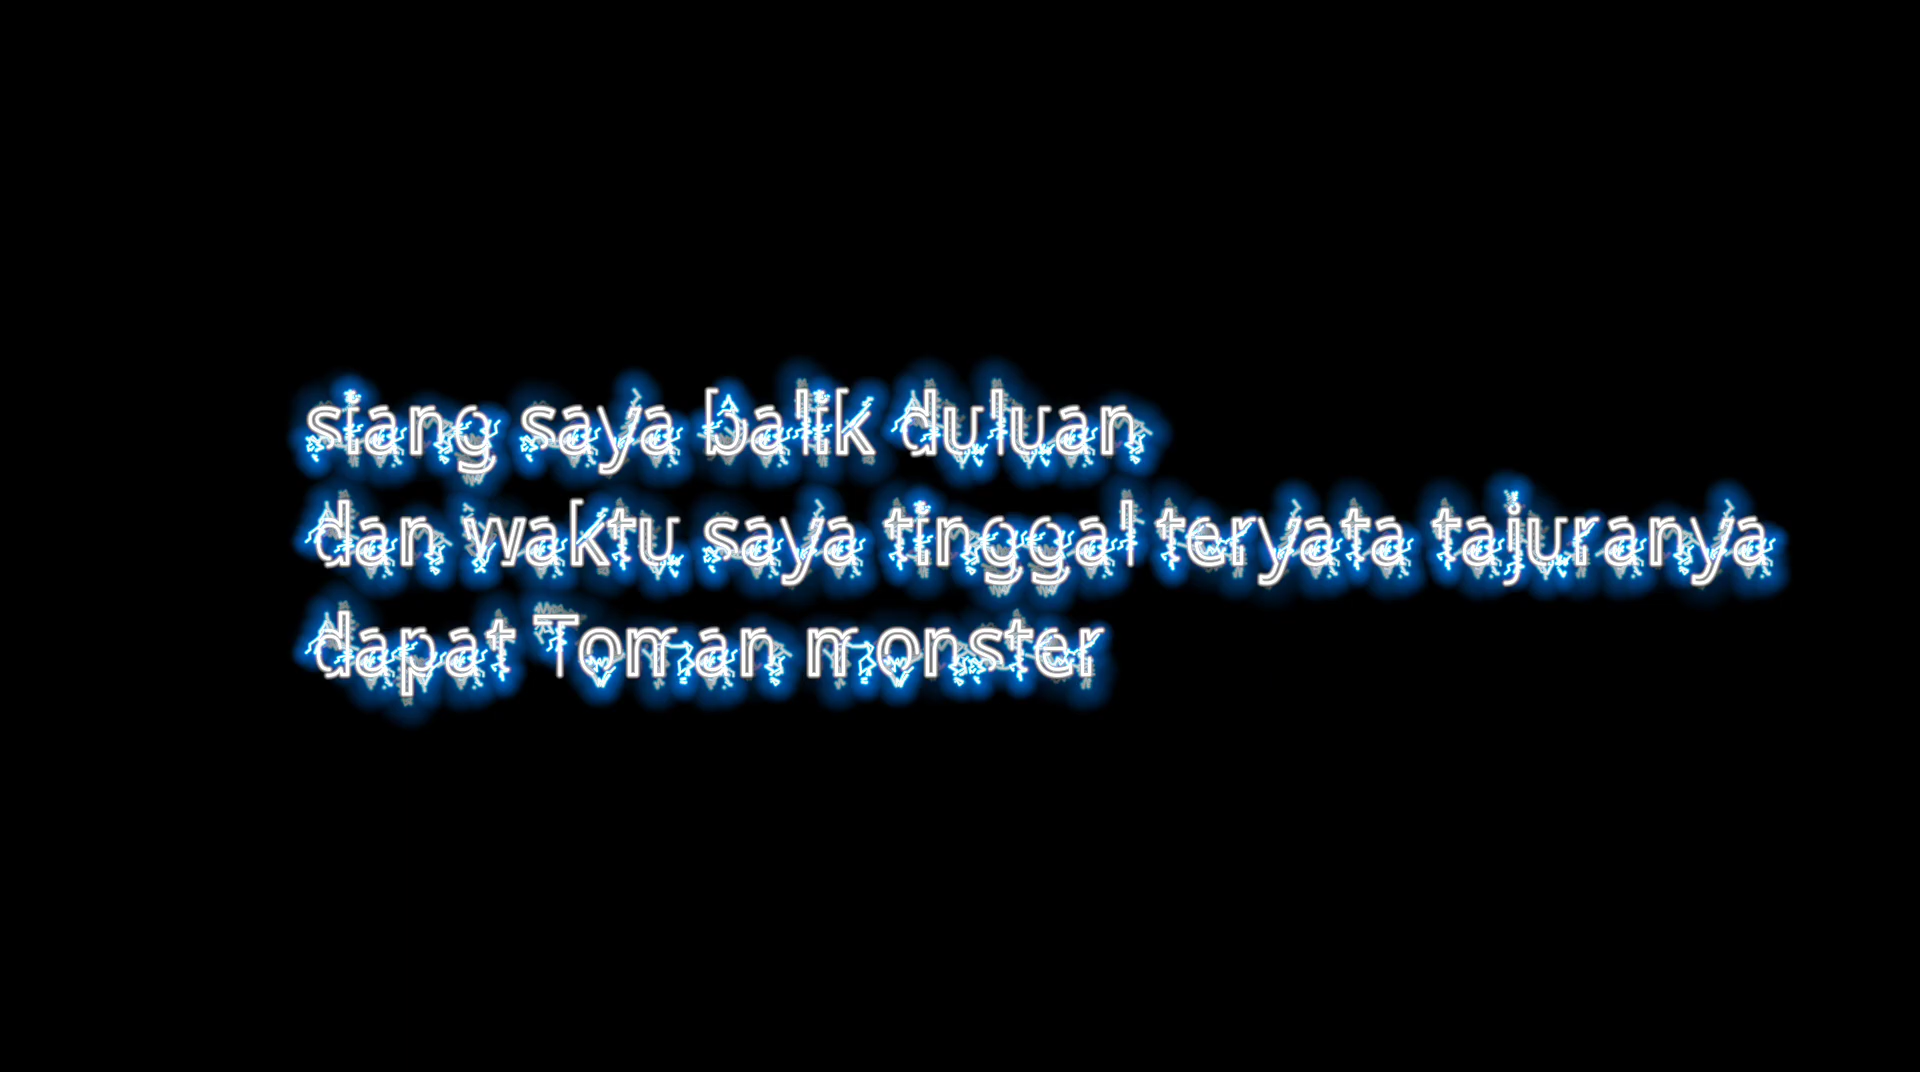 siang saya balik duluan
dan waktu saya tinggal teryata tajuranya
dapat Toman monster